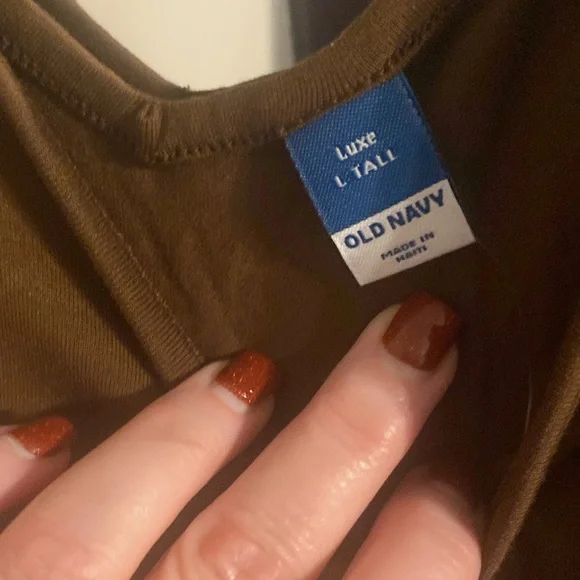 Luxe
L TALL
OLD NAVY
MADE IN
HAITI